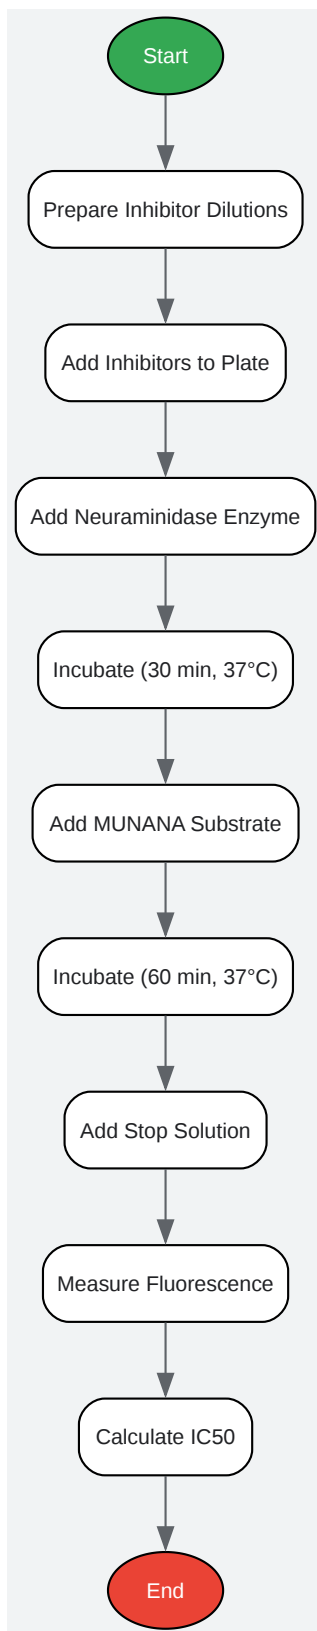 Start
Prepare Inhibitor Dilutions
Add Inhibitors to Plate
Add Neuraminidase Enzyme
Incubate (30 min, 37°C)
Add MUNANA Substrate
Incubate (60 min, 37°C)
Add Stop Solution
Measure Fluorescence
Calculate IC50
End